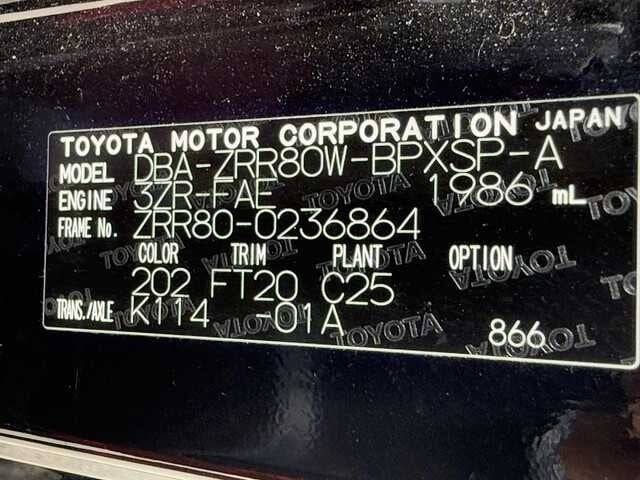 TOYOTA MOTOR CORPORATION JAPAN
MODEL DBA-ZRR80W-BPXSP-A
ENGINE 3ZR-FAE 1986 mL
FRAME No. ZRR80-0236864
COLOR TRIM PLANT OPTION
202 FT20 C25
TRANS./AXLE K114 -01A
866